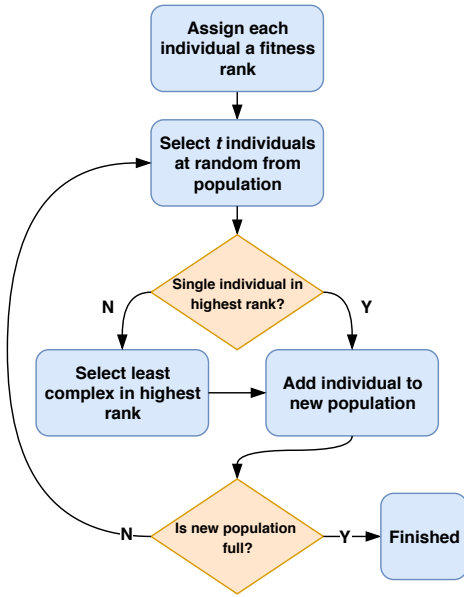 Assign each
individual a fitness
rank
Select t individuals
at random from
population
Single individual in
highest rank?
N
Y
Select least
complex in highest
rank
Add individual to
new population
Is new population
full?
N
Y
Finished